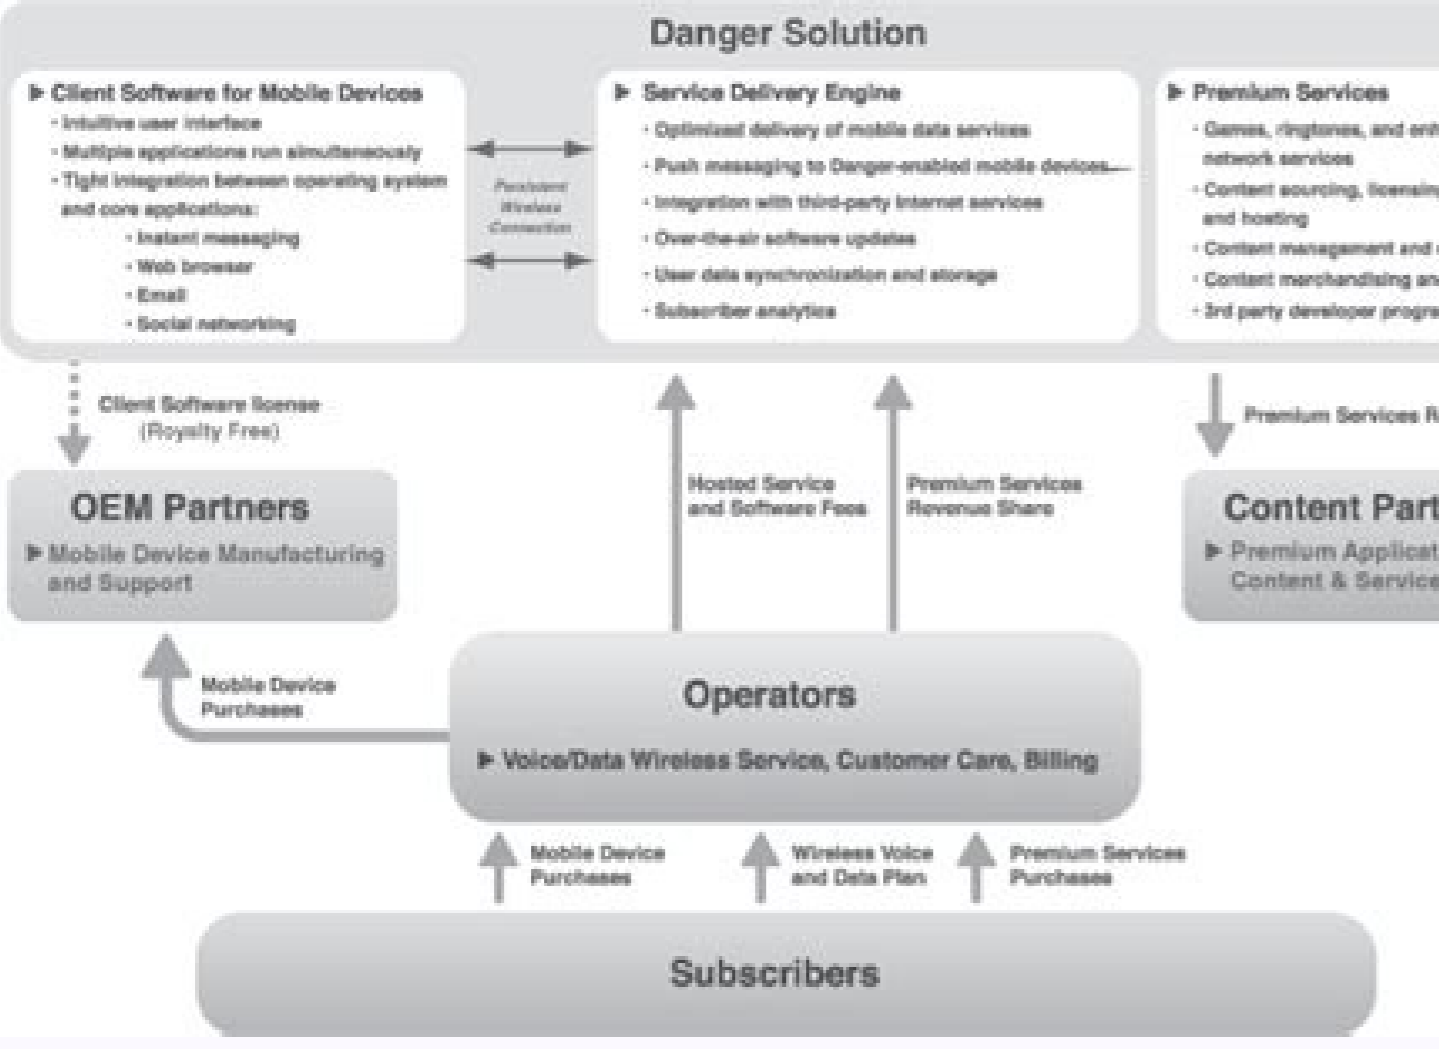 Danger Solution
▶ Client Software for Mobile Devices
· Intuitive user interface
· Multiple applications run simultaneously
· Tight integration between operating system
and core applications:
· Instant messaging
· Web browser
· Email
· Social networking
Persistent
Wireless
Connection
▶ Service Delivery Engine
· Optimized delivery of mobile data services
· Push messaging to Danger-enabled mobile devices
· Integration with third-party Internet services
· Over-the-air software updates
· User data synchronization and storage
· Subscriber analytics
▶ Premium Services
· Games, ringtones, and enh
network services
· Content sourcing, licensing
and hosting
· Content management and
· Content merchandising an
· 3rd party developer progra
Client Software license
(Royalty Free)
Hosted Service
and Software Fees
Premium Services
Revenue Share
Premium Services R
OEM Partners
▶ Mobile Device Manufacturing
and Support
Content Part
▶ Premium Applicat
Content & Service
Mobile Device
Purchases
Operators
▶ Voice/Data Wireless Service, Customer Care, Billing
Mobile Device
Purchases
Wireless Voice
and Data Plan
Premium Services
Purchases
Subscribers